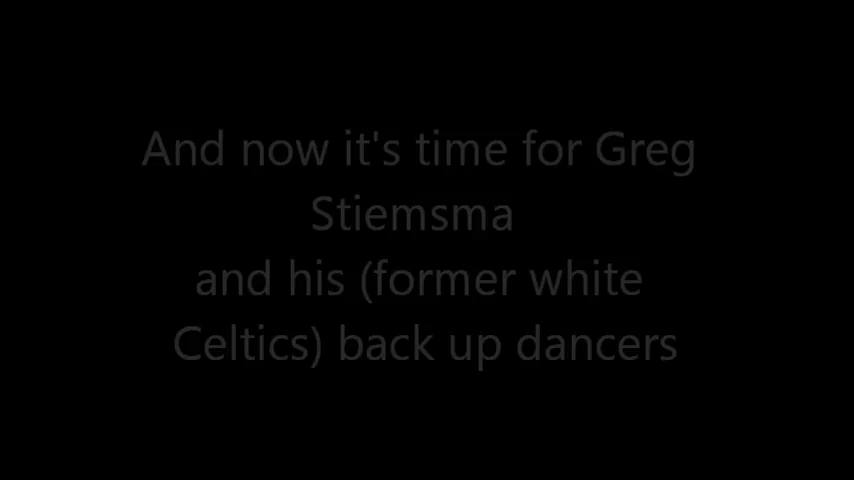 And now it's time for Greg
Stiemsma
and his (former white
Celtics) back up dancers